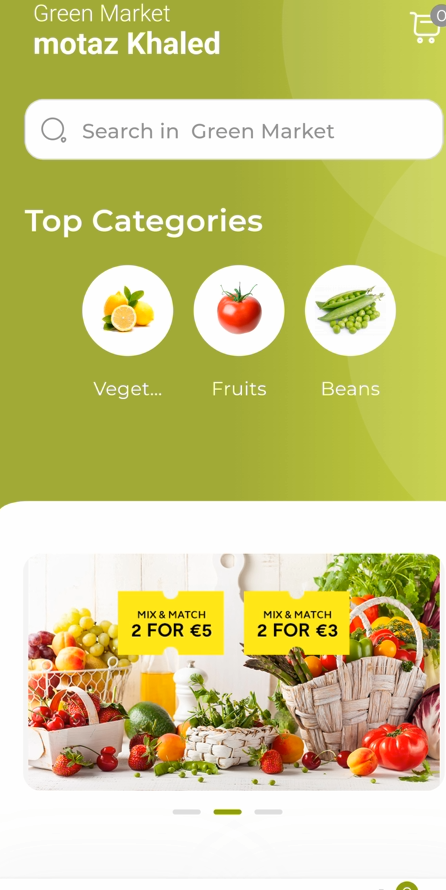 Green Market
motaz Khaled
0
Search in Green Market
Top Categories
Veget...
Fruits
Beans
MIX & MATCH
2 FOR €5
MIX & MATCH
2 FOR €3